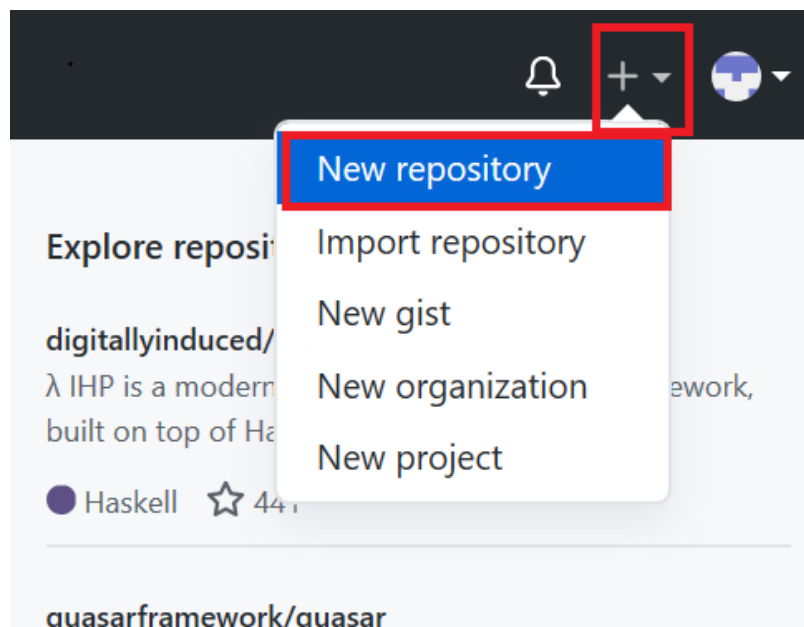 New repository
Import repository
New gist
New organization
New project
Explore reposi
digitallyinduced/
λ IHP is a modern ework,
built on top of Ha
Haskell 441
quasarframework/quasar